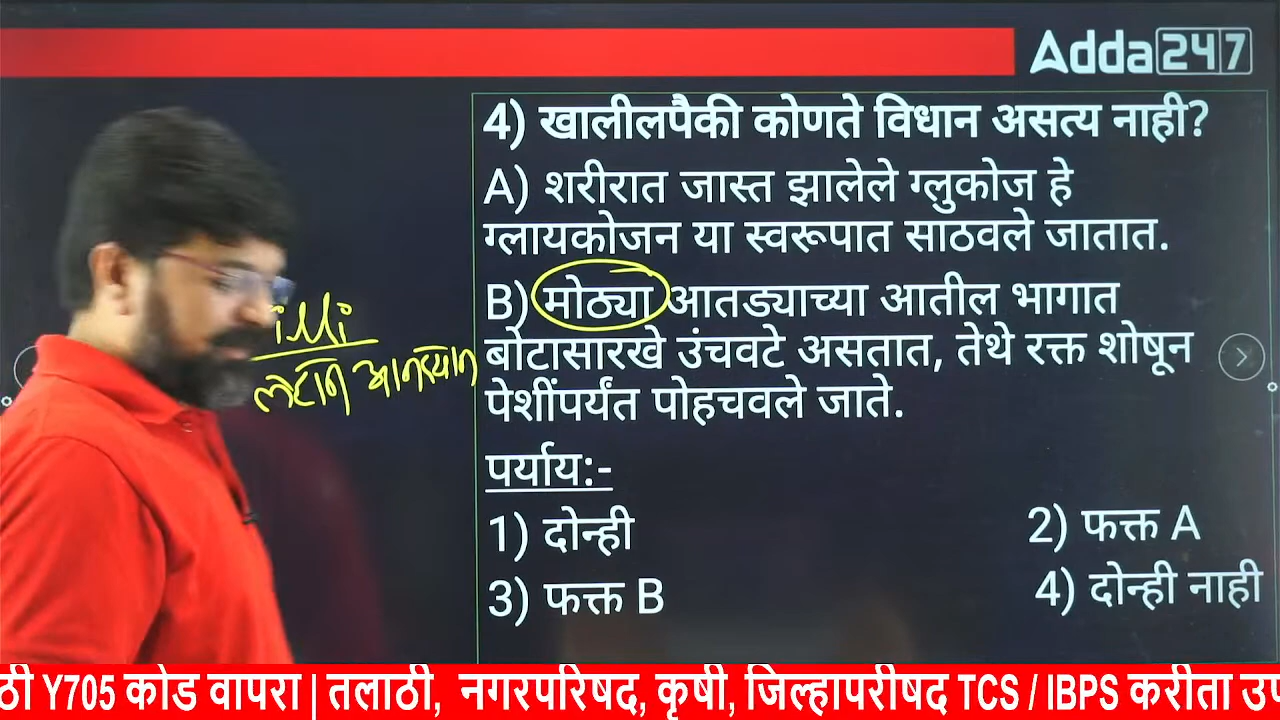 Adda247
4) खालीलपैकी कोणते विधान असत्य नाही?
A) शरीरात जास्त झालेले ग्लुकोज हे
ग्लायकोजन या स्वरूपात साठवले जातात.
B) मोठ्या आतड्याच्या आतील भागात
बोटासारखे उंचवटे असतात, तेथे रक्त शोषून
पेशींपर्यंत पोहचवले जाते.
पर्याय:-
1) दोन्ही
2) फक्त A
3) फक्त B
4) दोन्ही नाही
ठी Y705 कोड वापरा | तलाठी, नगरपरिषद, कृषी, जिल्हापरीषद TCS / IBPS करीता उप